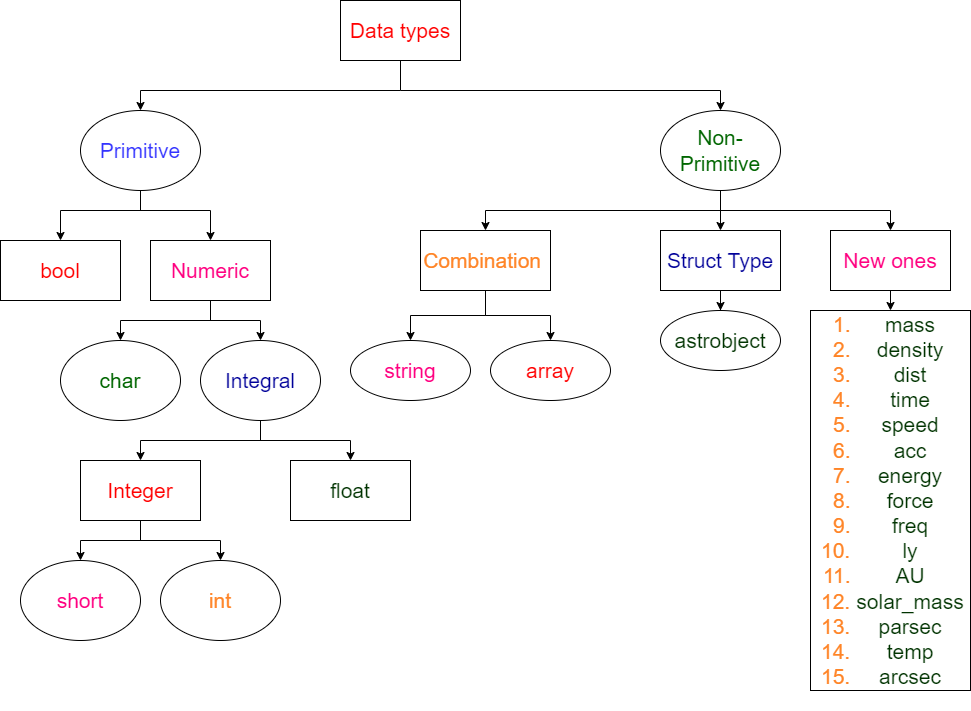 Data types
Primitive
Non-
Primitive
bool
Numeric
Combination
Struct Type
New ones
char
Integral
string
array
astrobject
1. mass
2. density
3. dist
4. time
5. speed
6. acc
7. energy
8. force
9. freq
10. ly
11. AU
12. solar_mass
13. parsec
14. temp
15. arcsec
Integer
float
short
int